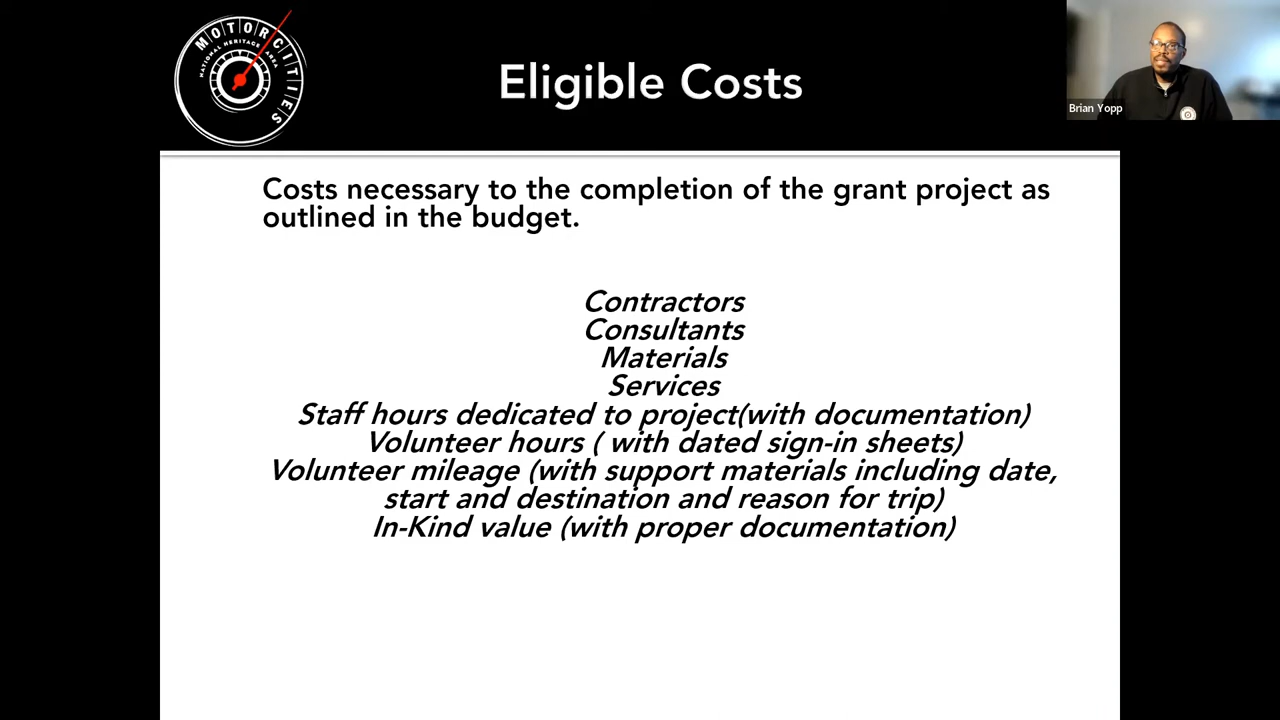 MOTORCITIES
NATIONAL HERITAGE AREA
Eligible Costs
Brian Yopp
Costs necessary to the completion of the grant project as
outlined in the budget.
Contractors
Consultants
Materials
Services
Staff hours dedicated to project(with documentation)
Volunteer hours ( with dated sign-in sheets)
Volunteer mileage (with support materials including date,
start and destination and reason for trip)
In-Kind value (with proper documentation)